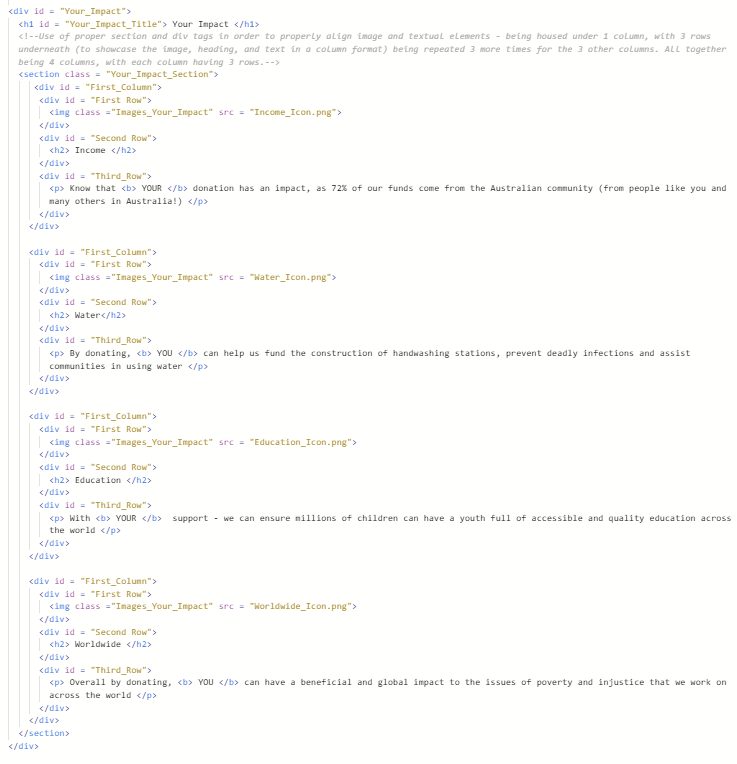 <div id = "Your_Impact">
<h1 id = "Your_Impact_Title"> Your Impact </h1>
<!--Use of proper section and div tags in order to properly align image and textual elements - being housed under 1 column, with 3 rows
underneath (to showcase the image, heading, and text in a column format) being repeated 3 more times for the 3 other columns. All together
being 4 columns, with each column having 3 rows.-->
<section class = "Your_Impact_Section">
<div id = "First_Column">
<div id = "First Row">
<img class ="Images_Your_Impact" src = "Income_Icon.png">
</div>
<div id = "Second Row">
<h2> Income </h2>
</div>
<div id = "Third_Row">
<p> Know that <b> YOUR </b> donation has an impact, as 72% of our funds come from the Australian community (from people like you and
many others in Australia!) </p>
</div>
</div>
<div id = "First_Column">
<div id = "First Row">
<img class ="Images_Your_Impact" src = "Water_Icon.png">
</div>
<div id = "Second Row">
<h2> Water</h2>
</div>
<div id = "Third_Row">
<p> By donating, <b> YOU </b> can help us fund the construction of handwashing stations, prevent deadly infections and assist
communities in using water </p>
</div>
</div>
<div id = "First_Column">
<div id = "First Row">
<img class ="Images_Your_Impact" src = "Education_Icon.png">
</div>
<div id = "Second Row">
<h2> Education </h2>
</div>
<div id = "Third_Row">
<p> With <b> YOUR </b>  support - we can ensure millions of children can have a youth full of accessible and quality education across
the world </p>
</div>
</div>
<div id = "First_Column">
<div id = "First Row">
<img class ="Images_Your_Impact" src = "Worldwide_Icon.png">
</div>
<div id = "Second Row">
<h2> Worldwide </h2>
</div>
<div id = "Third_Row">
<p> Overall by donating, <b> YOU </b> can have a beneficial and global impact to the issues of poverty and injustice that we work on
across the world </p>
</div>
</div>
</section>
</div>